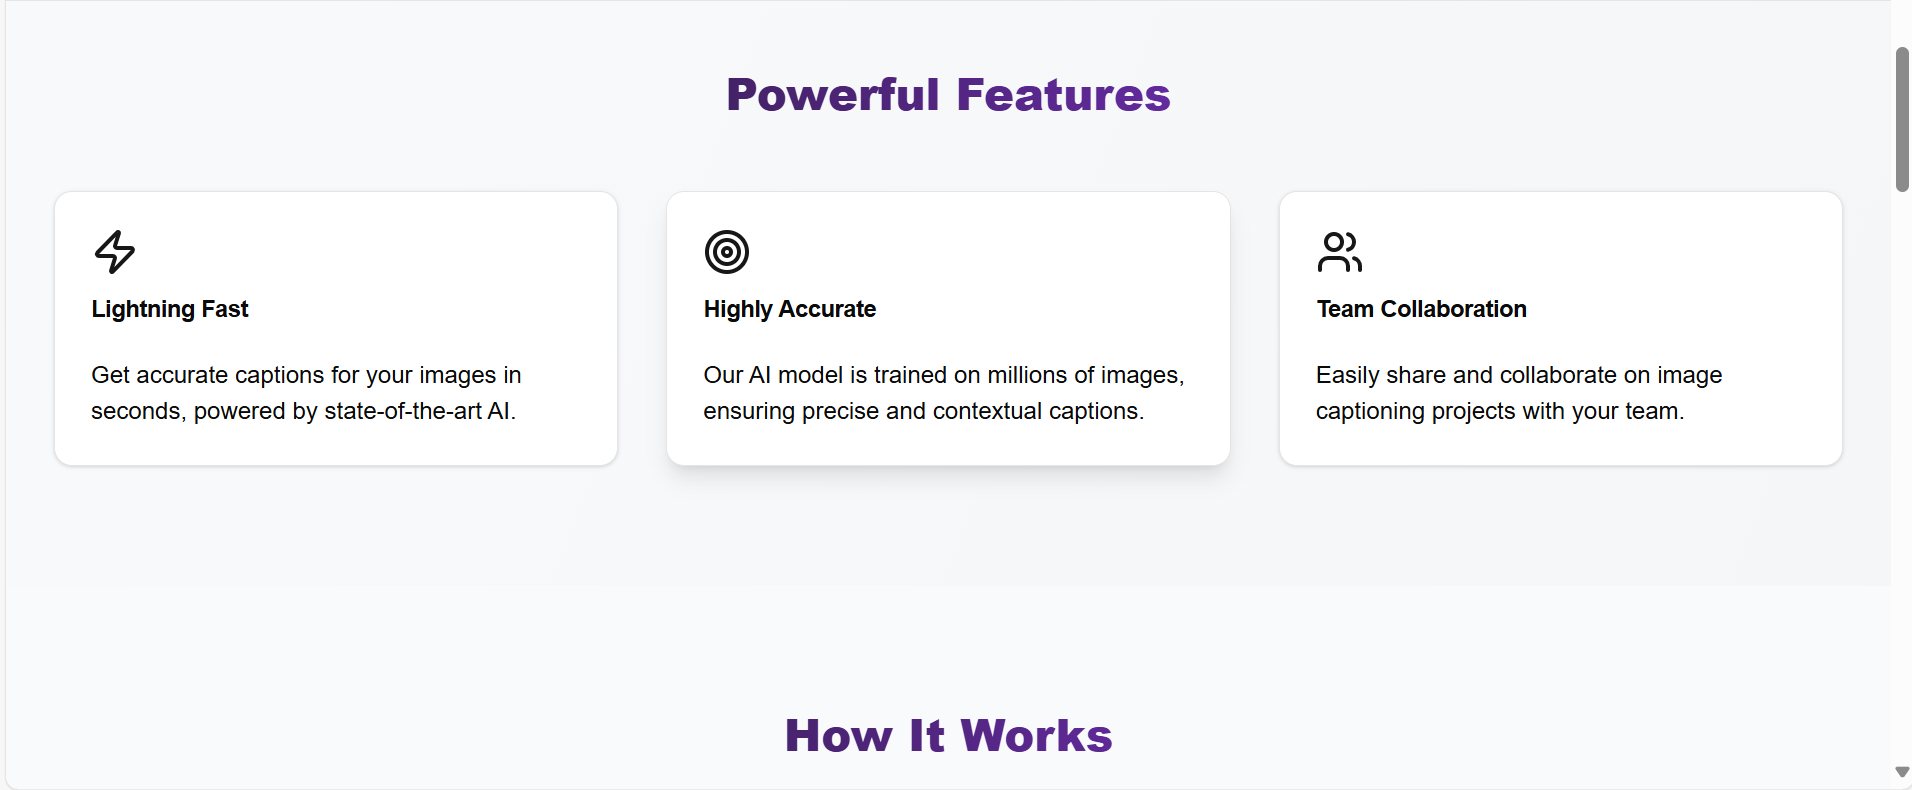 Powerful Features
Lightning Fast
Get accurate captions for your images in
seconds, powered by state-of-the-art AI.
Highly Accurate
Our AI model is trained on millions of images,
ensuring precise and contextual captions.
Team Collaboration
Easily share and collaborate on image
captioning projects with your team.
How It Works